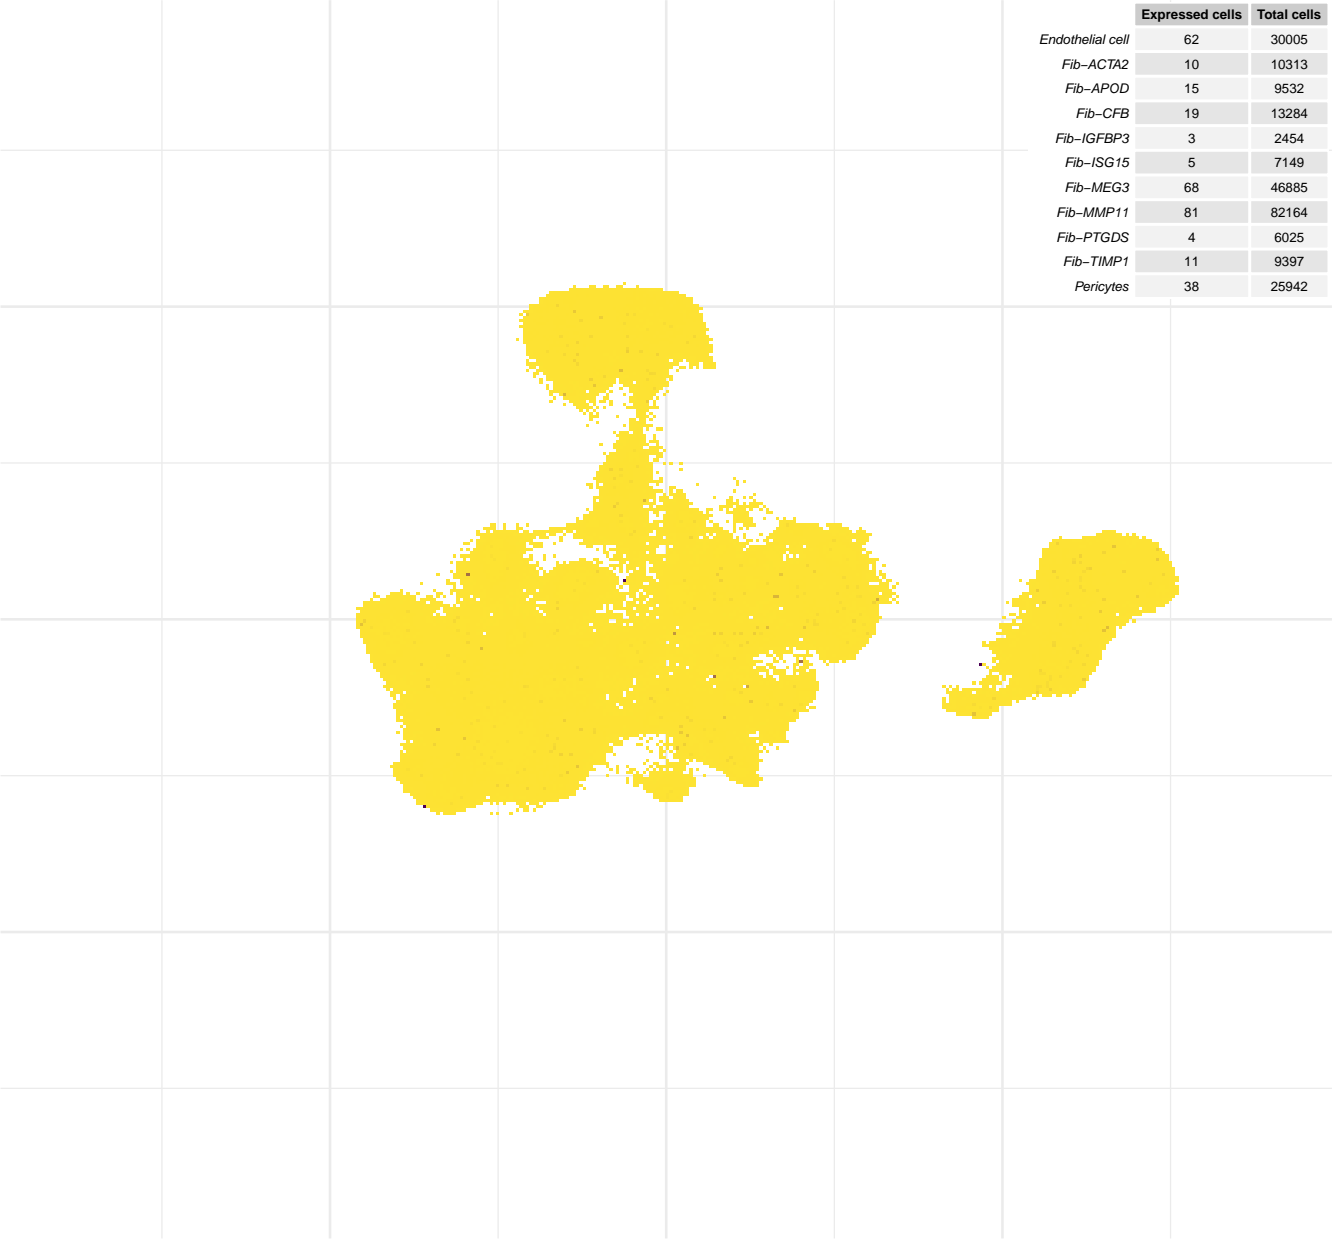 Expressed cells Total cells
Endothelial cell 62 30005
Fib−ACTA2 10 10313
Fib−APOD 15 9532
Fib−CFB 19 13284
Fib−IGFBP3 3 2454
Fib−ISG15 5 7149
Fib−MEG3 68 46885
Fib−MMP11 81 82164
Fib−PTGDS 4 6025
Fib−TIMP1 11 9397
Pericytes 38 25942